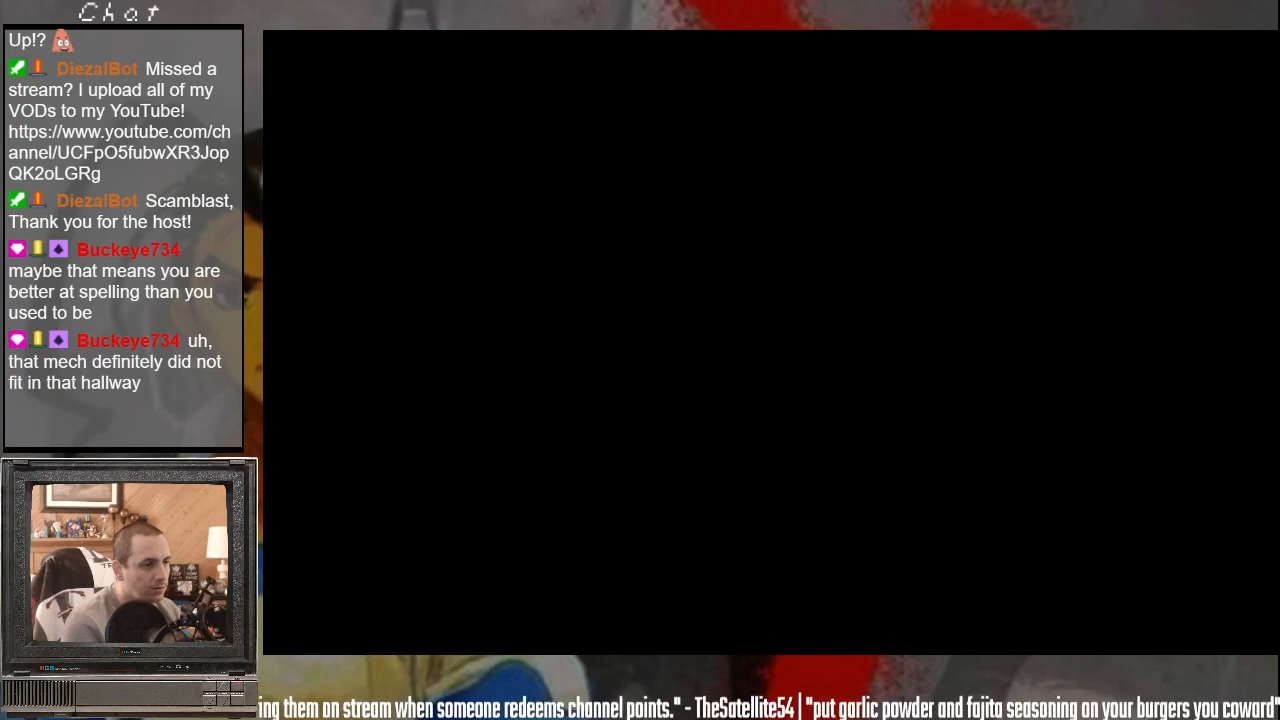 Chat
Up!?
DiezalBot Missed a
stream? I upload all of my
VODs to my YouTube!
https://www.youtube.com/ch
annel/UCFpO5fubwXR3Jop
QK2oLGRg
DiezalBot Scamblast,
Thank you for the host!
Buckeye734
maybe that means you are
better at spelling than you
used to be
Buckeye734 uh,
that mech definitely did not
fit in that hallway
ing them on stream when someone redeems channel points." - TheSatellite54 | "put garlic powder and fajita seasoning on your burgers you coward"